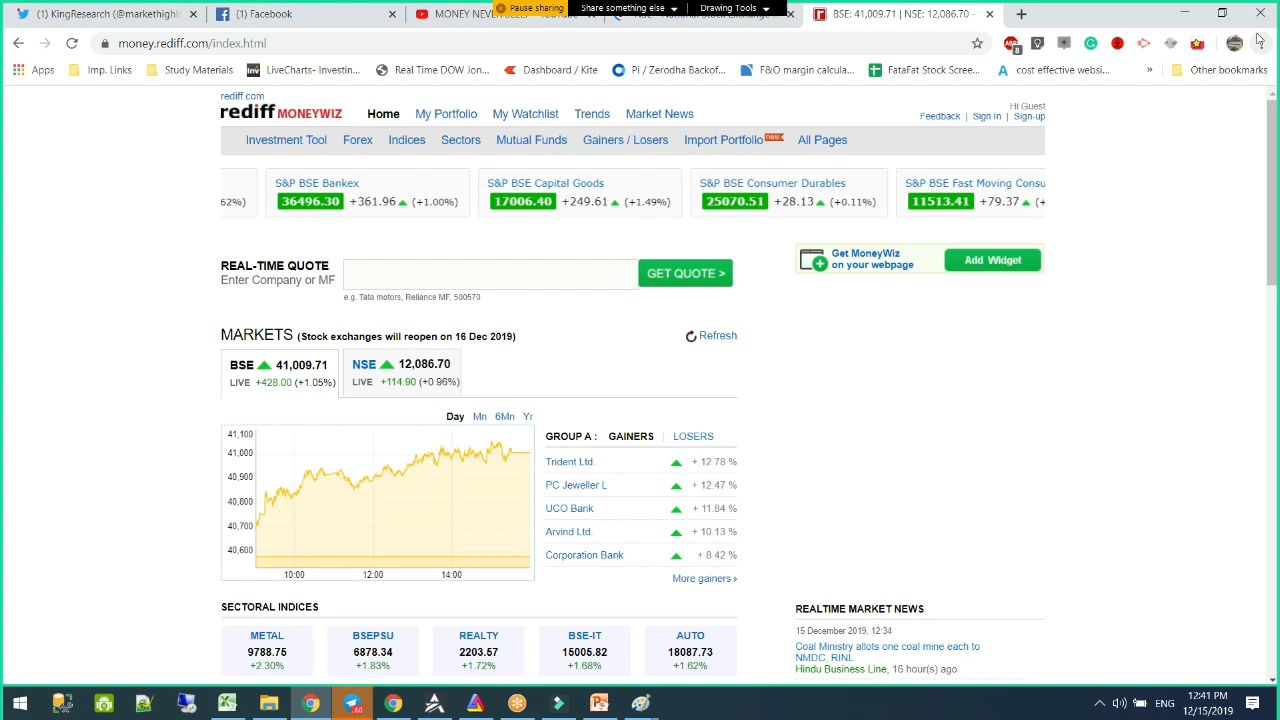 Pause sharing
Share something else
Drawing Tools
(1) KingResearch (@markethighl
(1) Facebook
BSE: 41,009.71 | NSE: 12,086.70 -
money.rediff.com/index.html
8
Apps
Imp. Links
Study Materials
Inv
LiveCharts- Investin...
Real Time DOW Jon...
Dashboard / Kite
Pi / Zerodha Backof...
F&O margin calcula...
FataFat Stock Scree...
cost effective websi...
»
Other bookmarks
rediff.com
rediff MONEYWIZ
Home
My Portfolio
My Watchlist
Trends
Market News
Hi Guest
Feedback | Sign In | Sign-up
Investment Tool
Forex
Indices
Sectors
Mutual Funds
Gainers / Losers
Import Portfolio new
All Pages
62%)
S&P BSE Bankex
36496.30 +361.96 (+1.00%)
S&P BSE Capital Goods
17006.40 +249.61 (+1.49%)
S&P BSE Consumer Durables
25070.51 +28.13 (+0.11%)
S&P BSE Fast Moving Consu
11513.41 +79.37 (+
REAL-TIME QUOTE
Enter Company or MF
GET QUOTE >
e.g. Tata motors, Reliance MF, 500570
Get MoneyWiz
on your webpage
Add Widget
MARKETS (Stock exchanges will reopen on 16 Dec 2019)
Refresh
BSE 41,009.71
LIVE +428.00 (+1.05%)
NSE 12,086.70
LIVE +114.90 (+0.96%)
Day Mn 6Mn Yr
41,100
41,000
40,900
40,800
40,700
40,600
10:00
12:00
14:00
GROUP A : GAINERS | LOSERS
Trident Ltd. + 12.78 %
PC Jeweller L + 12.47 %
UCO Bank + 11.84 %
Arvind Ltd. + 10.13 %
Corporation Bank + 8.42 %
More gainers
SECTORAL INDICES
METAL
9788.75
+2.30%
BSEPSU
6878.34
+1.83%
REALTY
2203.57
+1.72%
BSE-IT
15005.82
+1.68%
AUTO
18087.73
+1.62%
REALTIME MARKET NEWS
15 December 2019, 12:34
Coal Ministry allots one coal mine each to
NMDC, RINL
Hindu Business Line, 16 hour(s) ago
60
ENG
12:41 PM
12/15/2019